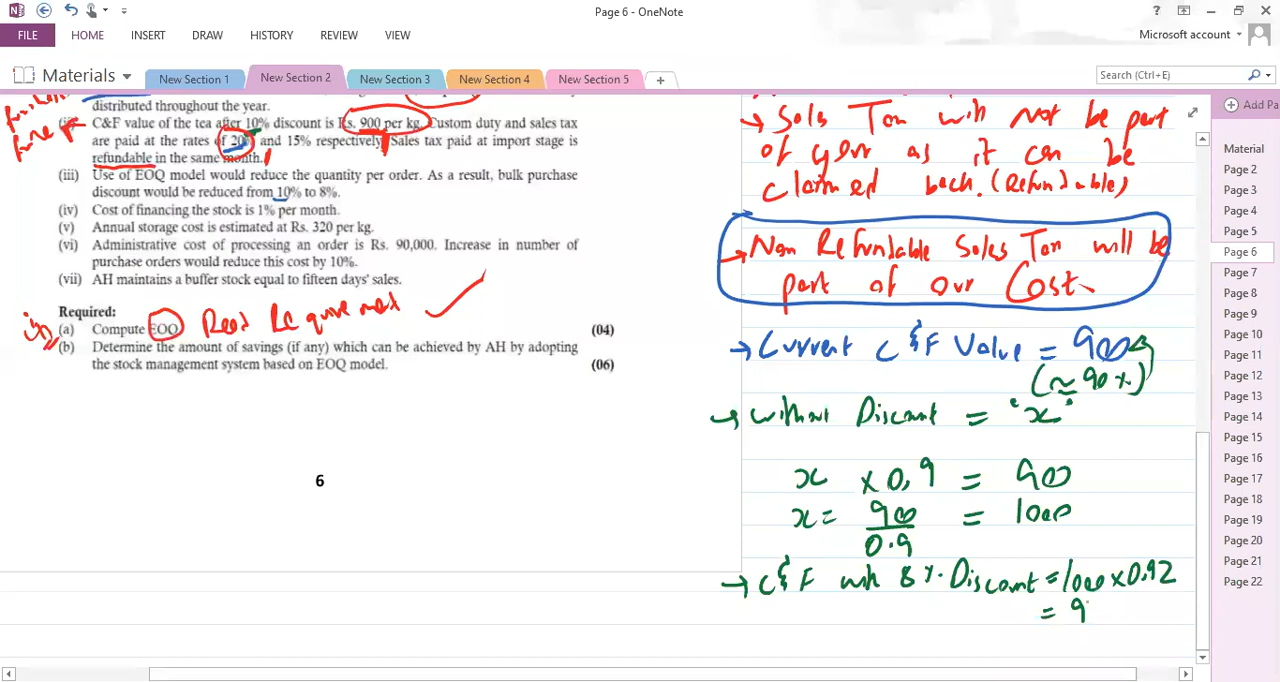 Page 6 - OneNote
FILE HOME INSERT DRAW HISTORY REVIEW VIEW
Microsoft account
Materials
New Section 1 New Section 2 New Section 3 New Section 4 New Section 5 +
Search (Ctrl+E)
Add Pa
Material
Page 2
Page 3
Page 4
Page 5
Page 6
Page 7
Page 8
Page 9
Page 10
Page 11
Page 12
Page 13
Page 14
Page 15
Page 16
Page 17
Page 18
Page 19
Page 20
Page 21
Page 22
distributed throughout the year.
C&F value of the tea after 10% discount is Rs. 900 per kg. Custom duty and sales tax
are paid at the rates of 20% and 15% respectively. Sales tax paid at import stage is
refundable in the same month.
(iii) Use of EOQ model would reduce the quantity per order. As a result, bulk purchase
discount would be reduced from 10% to 8%.
(iv) Cost of financing the stock is 1% per month.
(v) Annual storage cost is estimated at Rs. 320 per kg.
(vi) Administrative cost of processing an order is Rs. 90,000. Increase in number of
purchase orders would reduce this cost by 10%.
(vii) AH maintains a buffer stock equal to fifteen days' sales.
Required:
Read Requirement
(a) Compute EOQ (04)
(b) Determine the amount of savings (if any) which can be achieved by AH by adopting
the stock management system based on EOQ model. (06)
6
→ Sales Tax will not be part
of your as it can be
claimed back. (Refundable)
→ Non Refundable Sales Tax will be
part of our Cost.
→ Current C&F Value = 900
(≈ 90%)
→ without Discount = 'x'
x × 0.9 = 900
x = 900 = 1000
0.9
→ C&F with 8% Discount = 1000 × 0.92
= 9